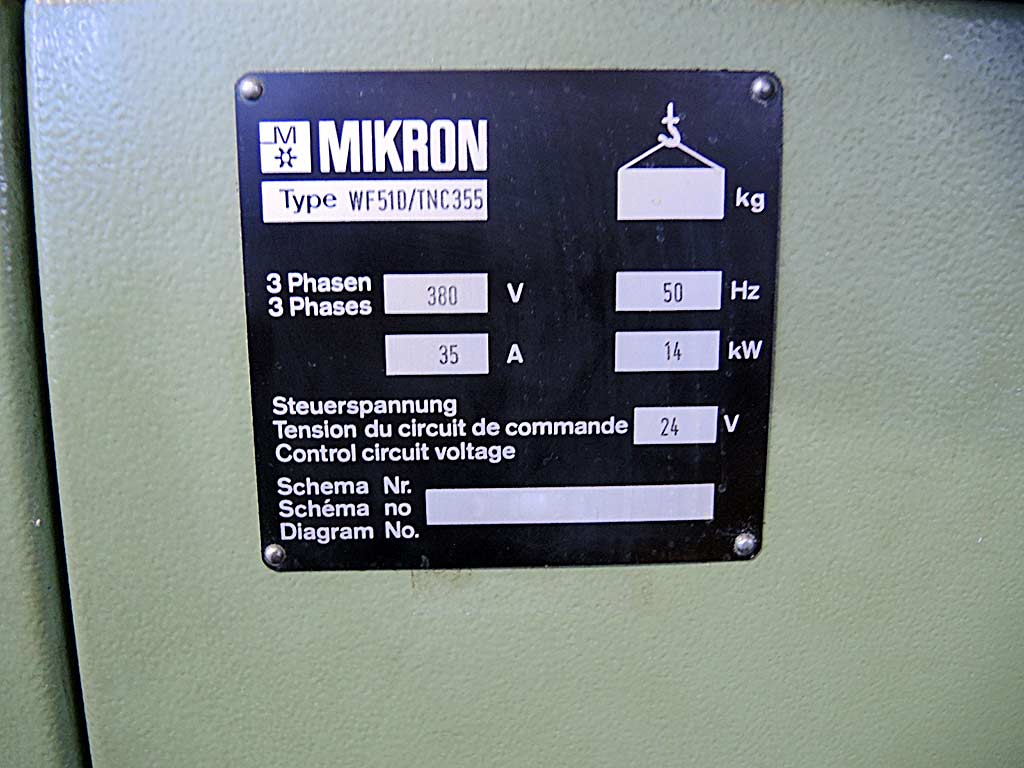 M MIKRON
Type WF51D/TNC355
kg
3 Phasen
3 Phases 380 V
50 Hz
35 A
14 kW
Steuerspannung
Tension du circuit de commande 24 V
Control circuit voltage
Schema Nr.
Schéma no
Diagram No.